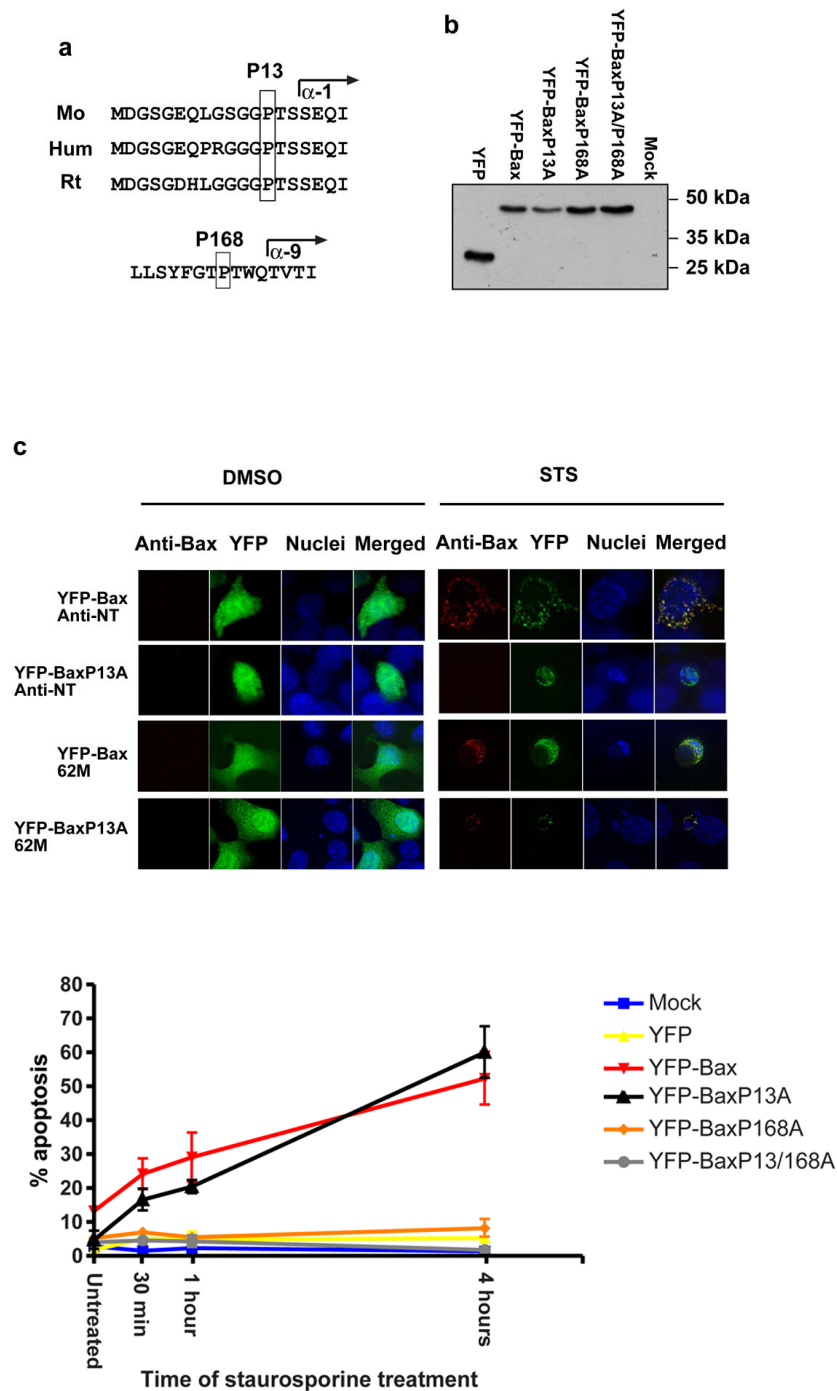 a
P13
α-1
Mo MDGSGEQLGSGGPTSSEQI
Hum MDGSGEQPRGGGPTSSEQI
Rt MDGSGDHLGGGGPTSSEQI
P168
α-9
LLSYFGTPTWQTVTI
b
YFP
YFP-Bax
YFP-BaxP13A
YFP-BaxP168A
YFP-BaxP13A/P168A
Mock
50 kDa
35 kDa
25 kDa
c
DMSO STS
Anti-Bax YFP Nuclei Merged Anti-Bax YFP Nuclei Merged
YFP-Bax
Anti-NT
YFP-BaxP13A
Anti-NT
YFP-Bax
62M
YFP-BaxP13A
62M
% apoptosis
80
70
60
50
40
30
20
10
0
Untreated
30 min
1 hour
4 hours
Time of staurosporine treatment
Mock
YFP
YFP-Bax
YFP-BaxP13A
YFP-BaxP168A
YFP-BaxP13/168A